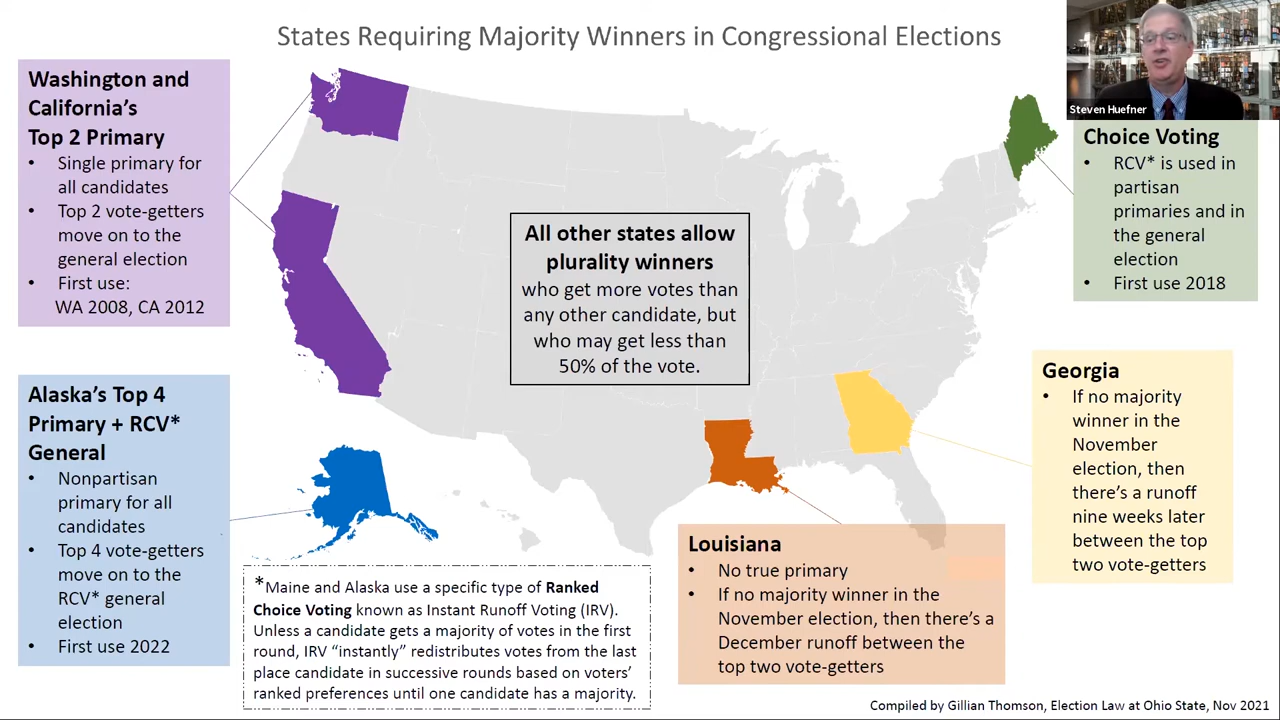 States Requiring Majority Winners in Congressional Elections
Steven Huefner
Washington and
California's
Top 2 Primary
• Single primary for
all candidates
• Top 2 vote-getters
move on to the
general election
• First use:
WA 2008, CA 2012
Choice Voting
• RCV* is used in
partisan
primaries and in
the general
election
• First use 2018
All other states allow
plurality winners
who get more votes than
any other candidate, but
who may get less than
50% of the vote.
Alaska's Top 4
Primary + RCV*
General
• Nonpartisan
primary for all
candidates
• Top 4 vote-getters
move on to the
RCV* general
election
• First use 2022
Georgia
• If no majority
winner in the
November
election, then
there's a runoff
nine weeks later
between the top
two vote-getters
Louisiana
• No true primary
• If no majority winner in the
November election, then there's a
December runoff between the
top two vote-getters
*Maine and Alaska use a specific type of Ranked
Choice Voting known as Instant Runoff Voting (IRV).
Unless a candidate gets a majority of votes in the first
round, IRV “instantly” redistributes votes from the last
place candidate in successive rounds based on voters’
ranked preferences until one candidate has a majority.
Compiled by Gillian Thomson, Election Law at Ohio State, Nov 2021